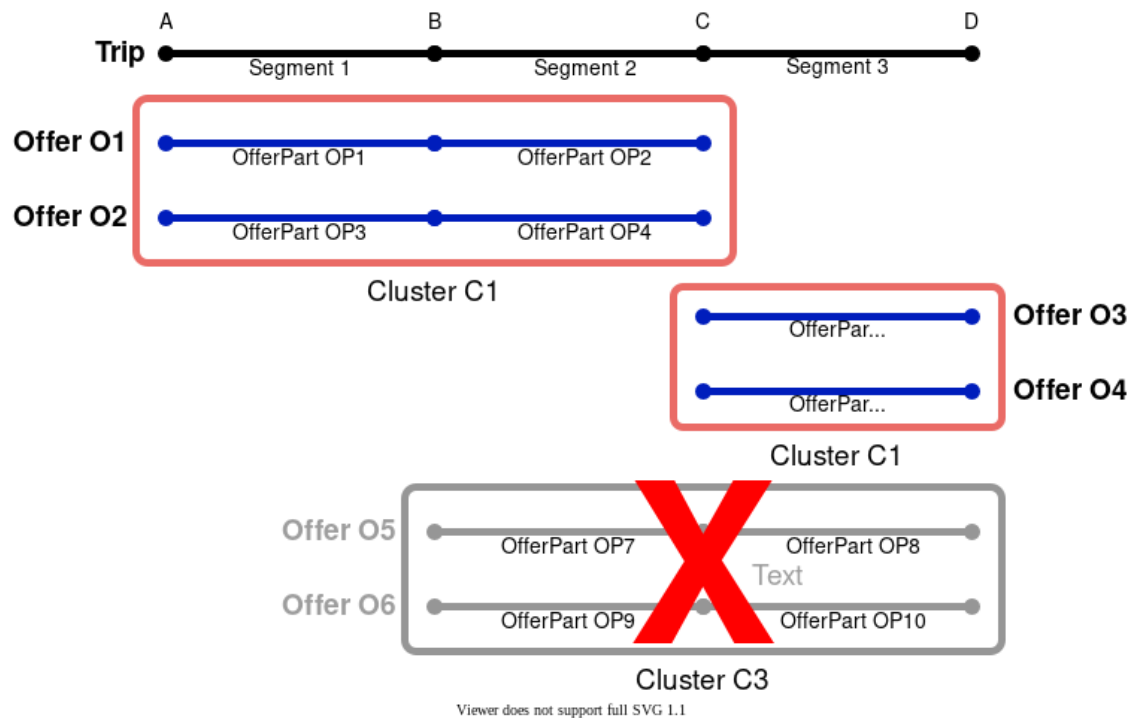 A B C D
Trip
Segment 1 Segment 2 Segment 3
Offer O1
OfferPart OP1 OfferPart OP2
Offer O2
OfferPart OP3 OfferPart OP4
Cluster C1
Offer O3
OfferPar...
Offer O4
OfferPar...
Cluster C1
Offer O5
OfferPart OP7 OfferPart OP8
Text
Offer O6
OfferPart OP9 OfferPart OP10
Cluster C3
Viewer does not support full SVG 1.1